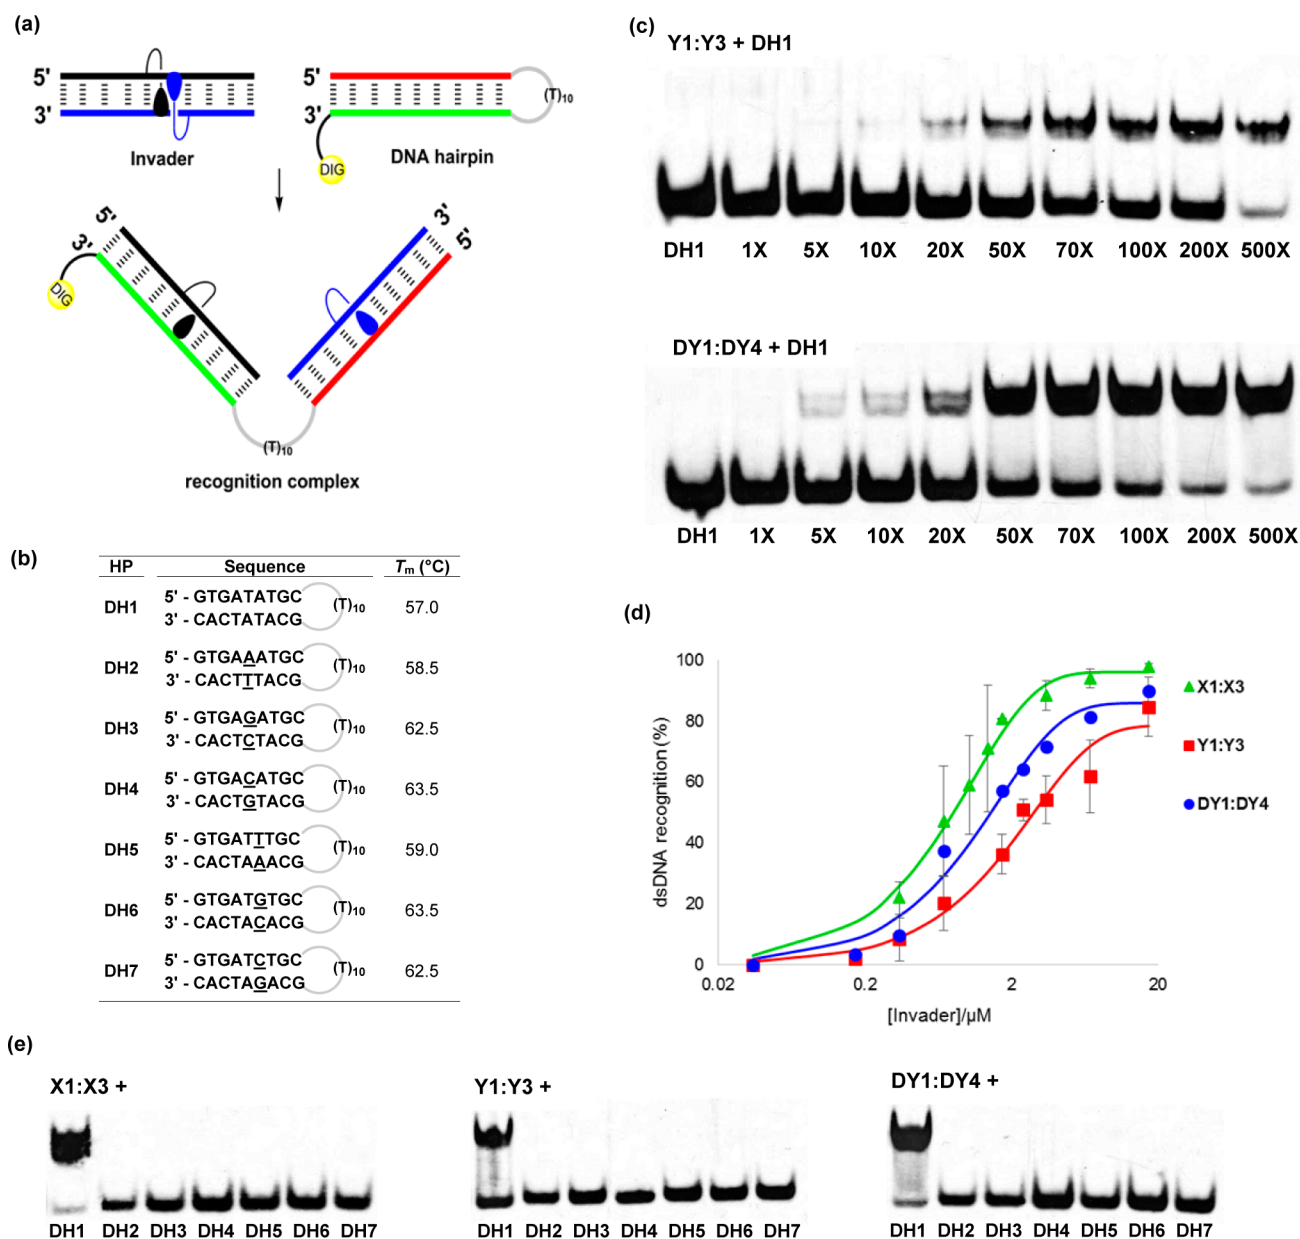 (a)
5'
3'
Invader
5'
3'
(T)10
DIG
DNA hairpin
5'
3'
DIG
3'
5'
(T)10
recognition complex
(b)
HP Sequence Tm (°C)
DH1 5' - GTGATATGC (T)10 57.0
3' - CACTATACG
DH2 5' - GTGAAATGC (T)10 58.5
3' - CACTTTACG
DH3 5' - GTGAGATGC (T)10 62.5
3' - CACTCTACG
DH4 5' - GTGACATGC (T)10 63.5
3' - CACTGTACG
DH5 5' - GTGATTTGC (T)10 59.0
3' - CACTAAACG
DH6 5' - GTGATGTGC (T)10 63.5
3' - CACTACACG
DH7 5' - GTGATCTGC (T)10 62.5
3' - CACTAGACG
(c)
Y1:Y3 + DH1
DH1 1X 5X 10X 20X 50X 70X 100X 200X 500X
DY1:DY4 + DH1
DH1 1X 5X 10X 20X 50X 70X 100X 200X 500X
(d)
dsDNA recognition (%)
100
80
60
40
20
0
0.02 0.2 2 20
[Invader]/µM
X1:X3
Y1:Y3
DY1:DY4
(e)
X1:X3 +
DH1 DH2 DH3 DH4 DH5 DH6 DH7
Y1:Y3 +
DH1 DH2 DH3 DH4 DH5 DH6 DH7
DY1:DY4 +
DH1 DH2 DH3 DH4 DH5 DH6 DH7